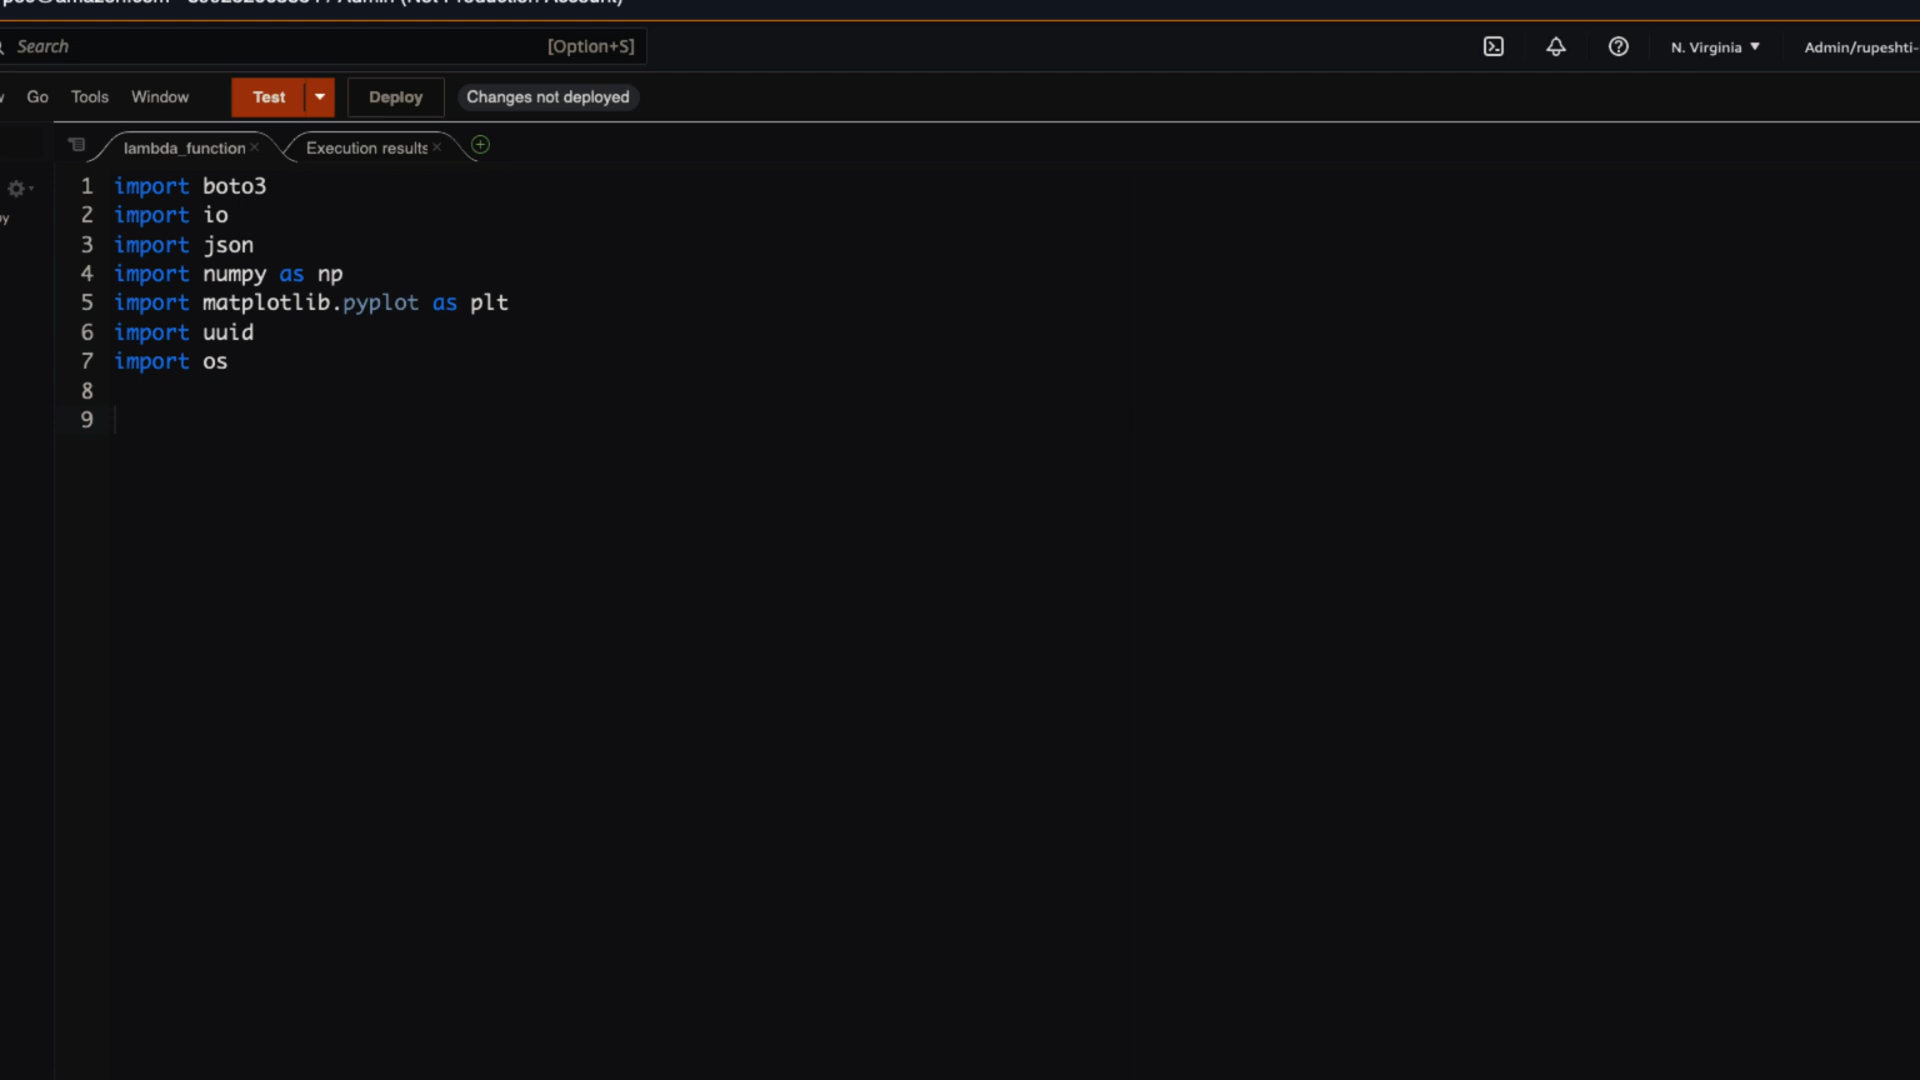 Search [Option+S] N. Virginia ▼ Admin/rupeshti-
Go Tools Window Test Deploy Changes not deployed
lambda_function Execution results
1 import boto3
2 import io
3 import json
4 import numpy as np
5 import matplotlib.pyplot as plt
6 import uuid
7 import os
8
9